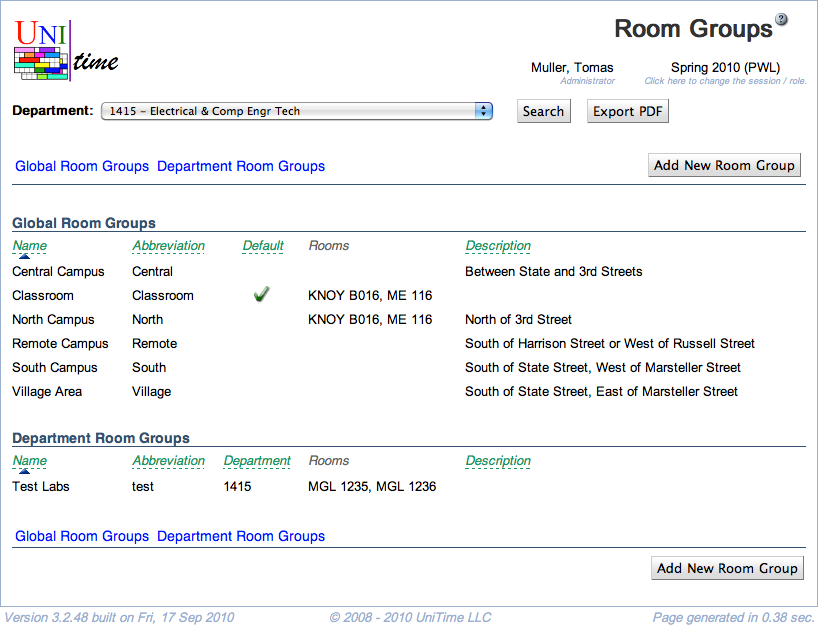 UNI time
Room Groups ?
Muller, Tomas Spring 2010 (PWL)
Administrator Click here to change the session / role.
Department: 1415 - Electrical & Comp Engr Tech Search Export PDF
Global Room Groups Department Room Groups Add New Room Group
Global Room Groups
Name Abbreviation Default Rooms Description
Central Campus Central Between State and 3rd Streets
Classroom Classroom KNOY B016, ME 116
North Campus North KNOY B016, ME 116 North of 3rd Street
Remote Campus Remote South of Harrison Street or West of Russell Street
South Campus South South of State Street, West of Marsteller Street
Village Area Village South of State Street, East of Marsteller Street
Department Room Groups
Name Abbreviation Department Rooms Description
Test Labs test 1415 MGL 1235, MGL 1236
Global Room Groups Department Room Groups
Add New Room Group
Version 3.2.48 built on Fri, 17 Sep 2010 © 2008 - 2010 UniTime LLC Page generated in 0.38 sec.